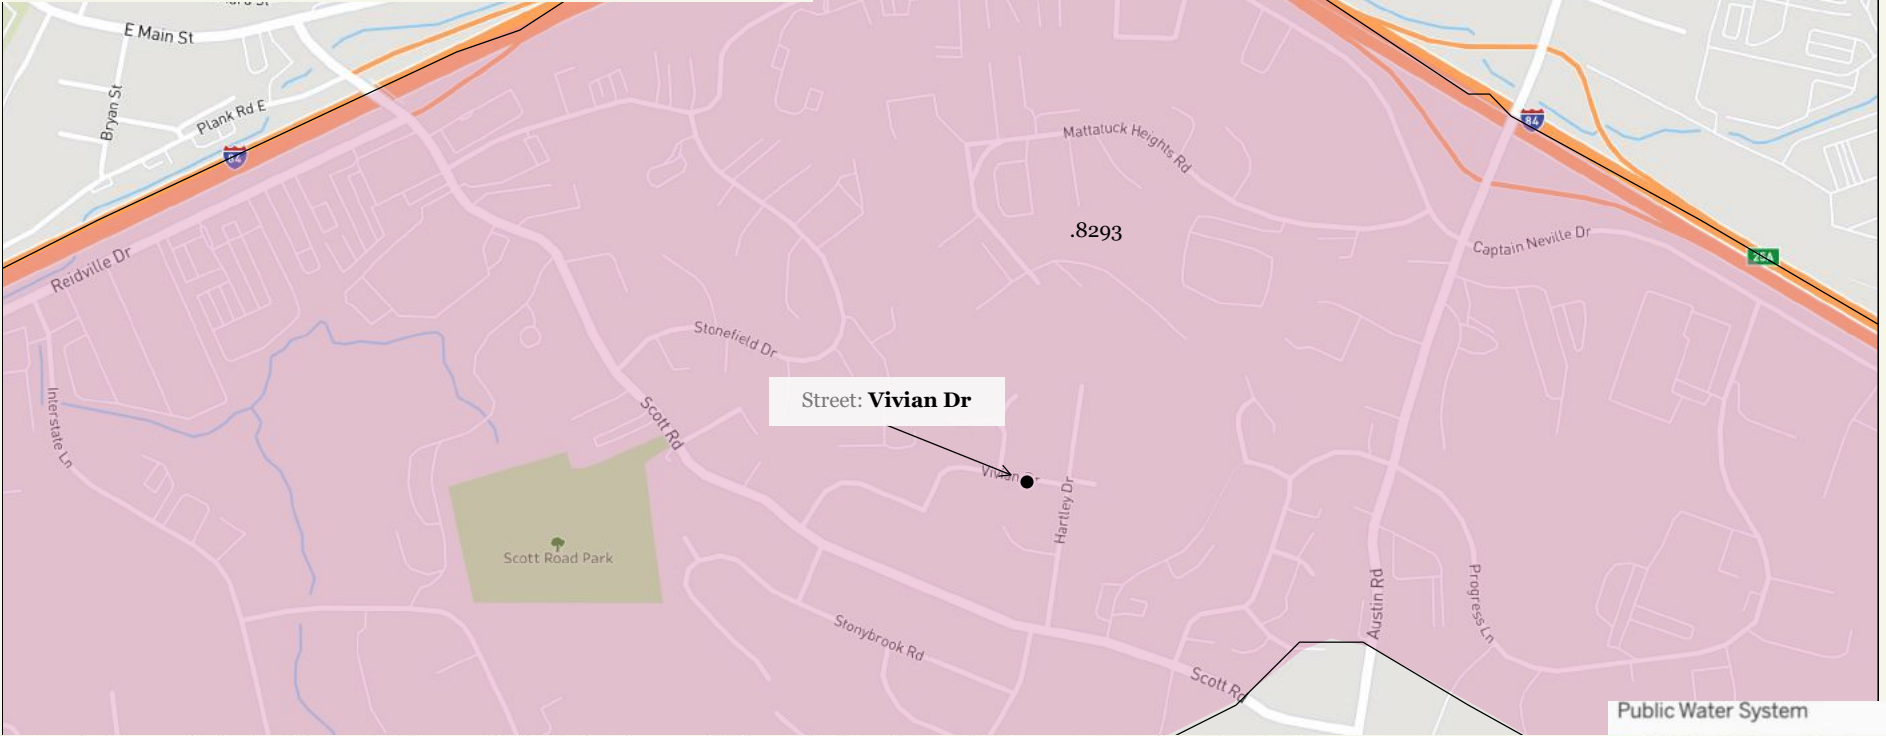 E Main St
Bryan St
Plank Rd E
84
84
Mattatuck Heights Rd
.8293
Captain Neville Dr
Reidville Dr
Stonefield Dr
Street: Vivian Dr
Interstate Ln
Scott Rd
Vivian Dr
Hartley Dr
Scott Road Park
Austin Rd
Progress Ln
Stonybrook Rd
Scott Rd
Public Water System